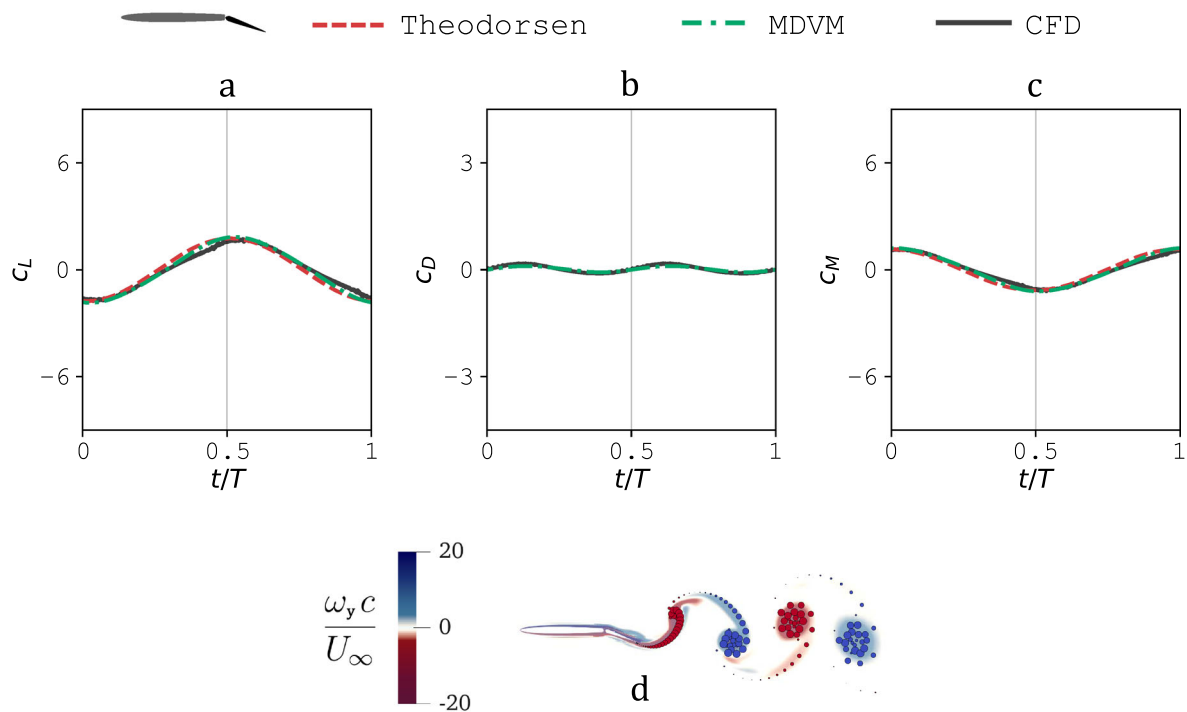 Theodorsen MDVM CFD
a b c
c_L
6
0
−6
0 0.5 1
t/T
c_D
3
0
−3
0 0.5 1
t/T
c_M
6
0
−6
0 0.5 1
t/T
ω_y c
U_∞
20
0
-20
d